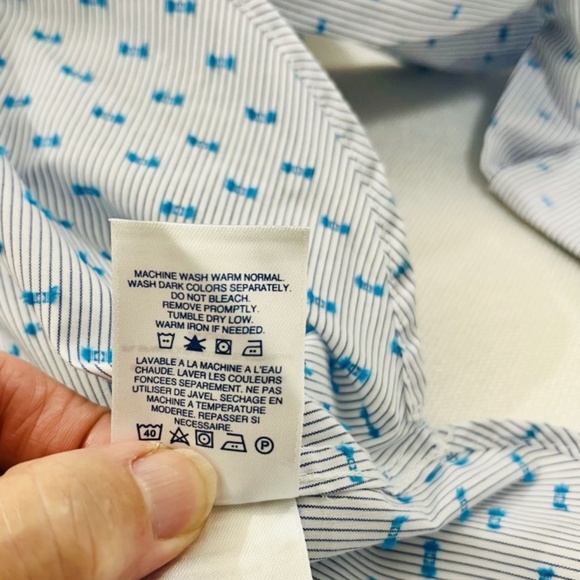 MACHINE WASH WARM NORMAL.
WASH DARK COLORS SEPARATELY.
DO NOT BLEACH.
REMOVE PROMPTLY.
TUMBLE DRY LOW.
WARM IRON IF NEEDED.
LAVABLE A LA MACHINE A L'EAU
CHAUDE. LAVER LES COULEURS
FONCEES SEPAREMENT. NE PAS
UTILISER DE JAVEL. SECHAGE EN
MACHINE A TEMPERATURE
MODEREE. REPASSER SI
NECESSAIRE.
40 P